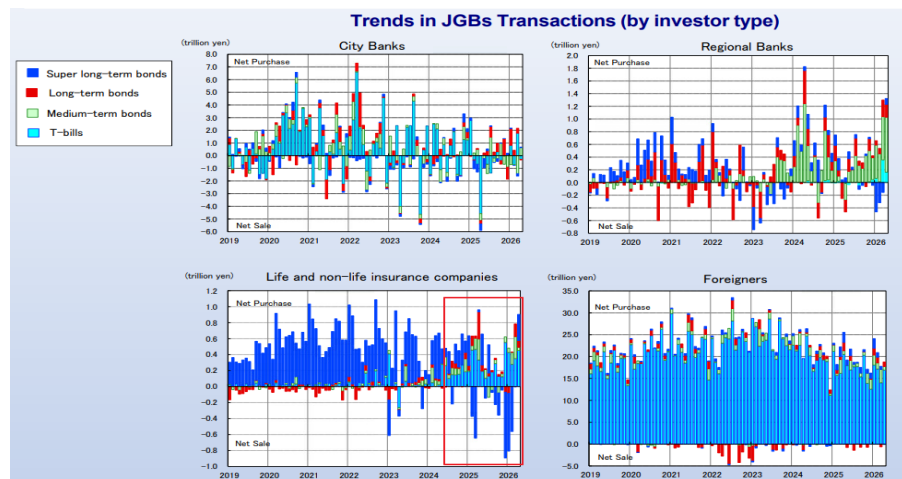 Trends in JGBs Transactions (by investor type)
Super long-term bonds
Long-term bonds
Medium-term bonds
T-bills
(trillion yen)
City Banks
8.0
7.0
6.0
5.0
4.0
3.0
2.0
1.0
0.0
−1.0
−2.0
−3.0
−4.0
−5.0
−6.0
Net Purchase
Net Sale
2019 2020 2021 2022 2023 2024 2025 2026
(trillion yen)
Regional Banks
2.0
1.8
1.6
1.4
1.2
1.0
0.8
0.6
0.4
0.2
0.0
−0.2
−0.4
−0.6
−0.8
Net Purchase
Net Sale
2019 2020 2021 2022 2023 2024 2025 2026
(trillion yen)
Life and non-life insurance companies
1.2
1.0
0.8
0.6
0.4
0.2
0.0
−0.2
−0.4
−0.6
−0.8
−1.0
Net Purchase
Net Sale
2019 2020 2021 2022 2023 2024 2025 2026
(trillion yen)
Foreigners
35.0
30.0
25.0
20.0
15.0
10.0
5.0
0.0
−5.0
Net Purchase
Net Sale
2019 2020 2021 2022 2023 2024 2025 2026